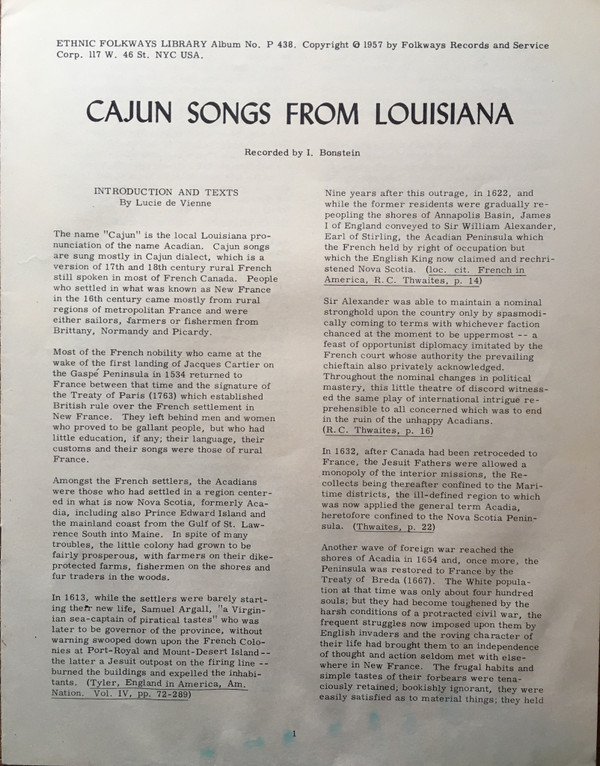 ETHNIC FOLKWAYS LIBRARY Album No. P 438. Copyright ℗ 1957 by Folkways Records and Service
Corp. 117 W. 46 St. NYC USA.
CAJUN SONGS FROM LOUISIANA
Recorded by I. Bonstein
INTRODUCTION AND TEXTS
By Lucie de Vienne
The name "Cajun" is the local Louisiana pro-
nunciation of the name Acadian. Cajun songs
are sung mostly in Cajun dialect, which is a
version of 17th and 18th century rural French
still spoken in most of French Canada. People
who settled in what was known as New France
in the 16th century came mostly from rural
regions of metropolitan France and were
either sailors, farmers or fishermen from
Brittany, Normandy and Picardy.
Most of the French nobility who came at the
wake of the first landing of Jacques Cartier on
the Gaspé Peninsula in 1534 returned to
France between that time and the signature of
the Treaty of Paris (1763) which established
British rule over the French settlement in
New France. They left behind men and women
who proved to be gallant people, but who had
little education, if any; their language, their
customs and their songs were those of rural
France.
Amongst the French settlers, the Acadians
were those who had settled in a region center-
ed in what is now Nova Scotia, formerly Aca-
dia, including also Prince Edward Island and
the mainland coast from the Gulf of St. Law-
rence South into Maine. In spite of many
troubles, the little colony had grown to be
fairly prosperous, with farmers on their dike-
protected farms, fishermen on the shores and
fur traders in the woods.
In 1613, while the settlers were barely start-
ing their new life, Samuel Argall, "a Virgin-
ian sea-captain of piratical tastes" who was
later to be governor of the province, without
warning swooped down upon the French Colo-
nies at Port-Royal and Mount-Desert Island--
the latter a Jesuit outpost on the firing line --
burned the buildings and expelled the inhabi-
tants. (Tyler, England in America, Am.
Nation. Vol. IV, pp. 72-289)
Nine years after this outrage, in 1622, and
while the former residents were gradually re-
peopling the shores of Annapolis Basin, James
I of England conveyed to Sir William Alexander,
Earl of Stirling, the Acadian Peninsula which
the French held by right of occupation but
which the English King now claimed and rechri-
stened Nova Scotia. (loc. cit. French in
America, R. C. Thwaites, p. 14)
Sir Alexander was able to maintain a nominal
stronghold upon the country only by spasmodi-
cally coming to terms with whichever faction
chanced at the moment to be uppermost -- a
feast of opportunist diplomacy imitated by the
French court whose authority the prevailing
chieftain also privately acknowledged.
Throughout the nominal changes in political
mastery, this little theatre of discord witness-
ed the same play of international intrigue re-
prehensible to all concerned which was to end
in the ruin of the unhappy Acadians.
(R. C. Thwaites, p. 16)
In 1632, after Canada had been retroceded to
France, the Jesuit Fathers were allowed a
monopoly of the interior missions, the Re-
collects being thereafter confined to the Mari-
time districts, the ill-defined region to which
was now applied the general term Acadia,
heretofore confined to the Nova Scotia Penin-
sula. (Thwaites, p. 22)
Another wave of foreign war reached the
shores of Acadia in 1654 and, once more, the
Peninsula was restored to France by the
Treaty of Breda (1667). The White popula-
tion at that time was only about four hundred
souls; but they had become toughened by the
harsh conditions of a protracted civil war, the
frequent struggles now imposed upon them by
English invaders and the roving character of
their life had brought them to an independence
of thought and action seldom met with else-
where in New France. The frugal habits and
simple tastes of their forbears were tena-
ciously retained; bookishly ignorant, they were
easily satisfied as to material things; they held
1